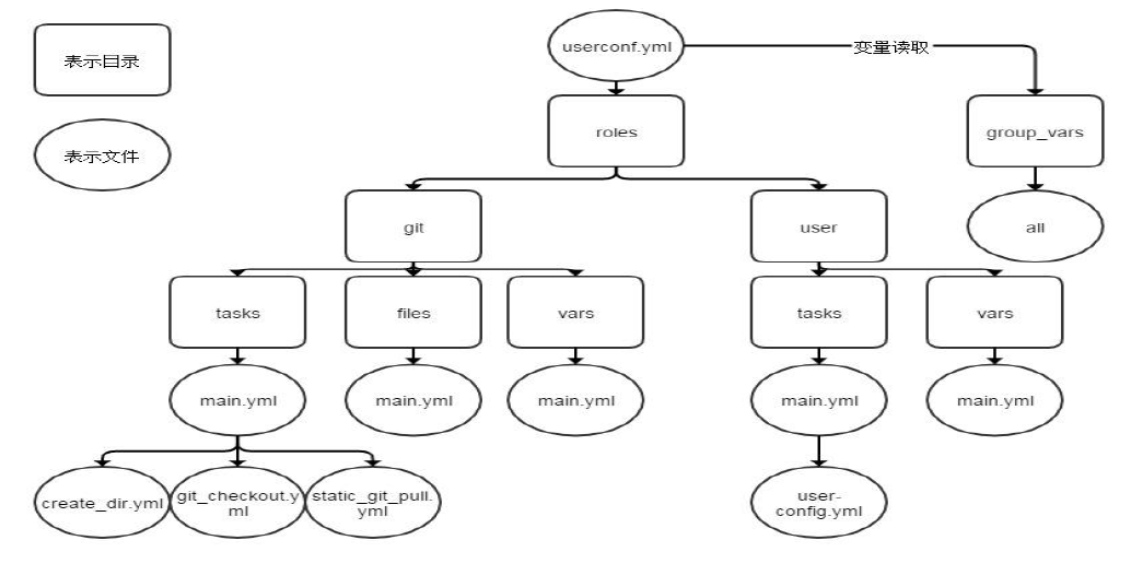 表示目录
userconf.yml
变量读取
roles
group_vars
表示文件
git
user
all
tasks
files
vars
tasks
vars
main.yml
main.yml
main.yml
main.yml
main.yml
create_dir.yml
git_checkout.y
ml
static_git_pull.
yml
user-
config.yml